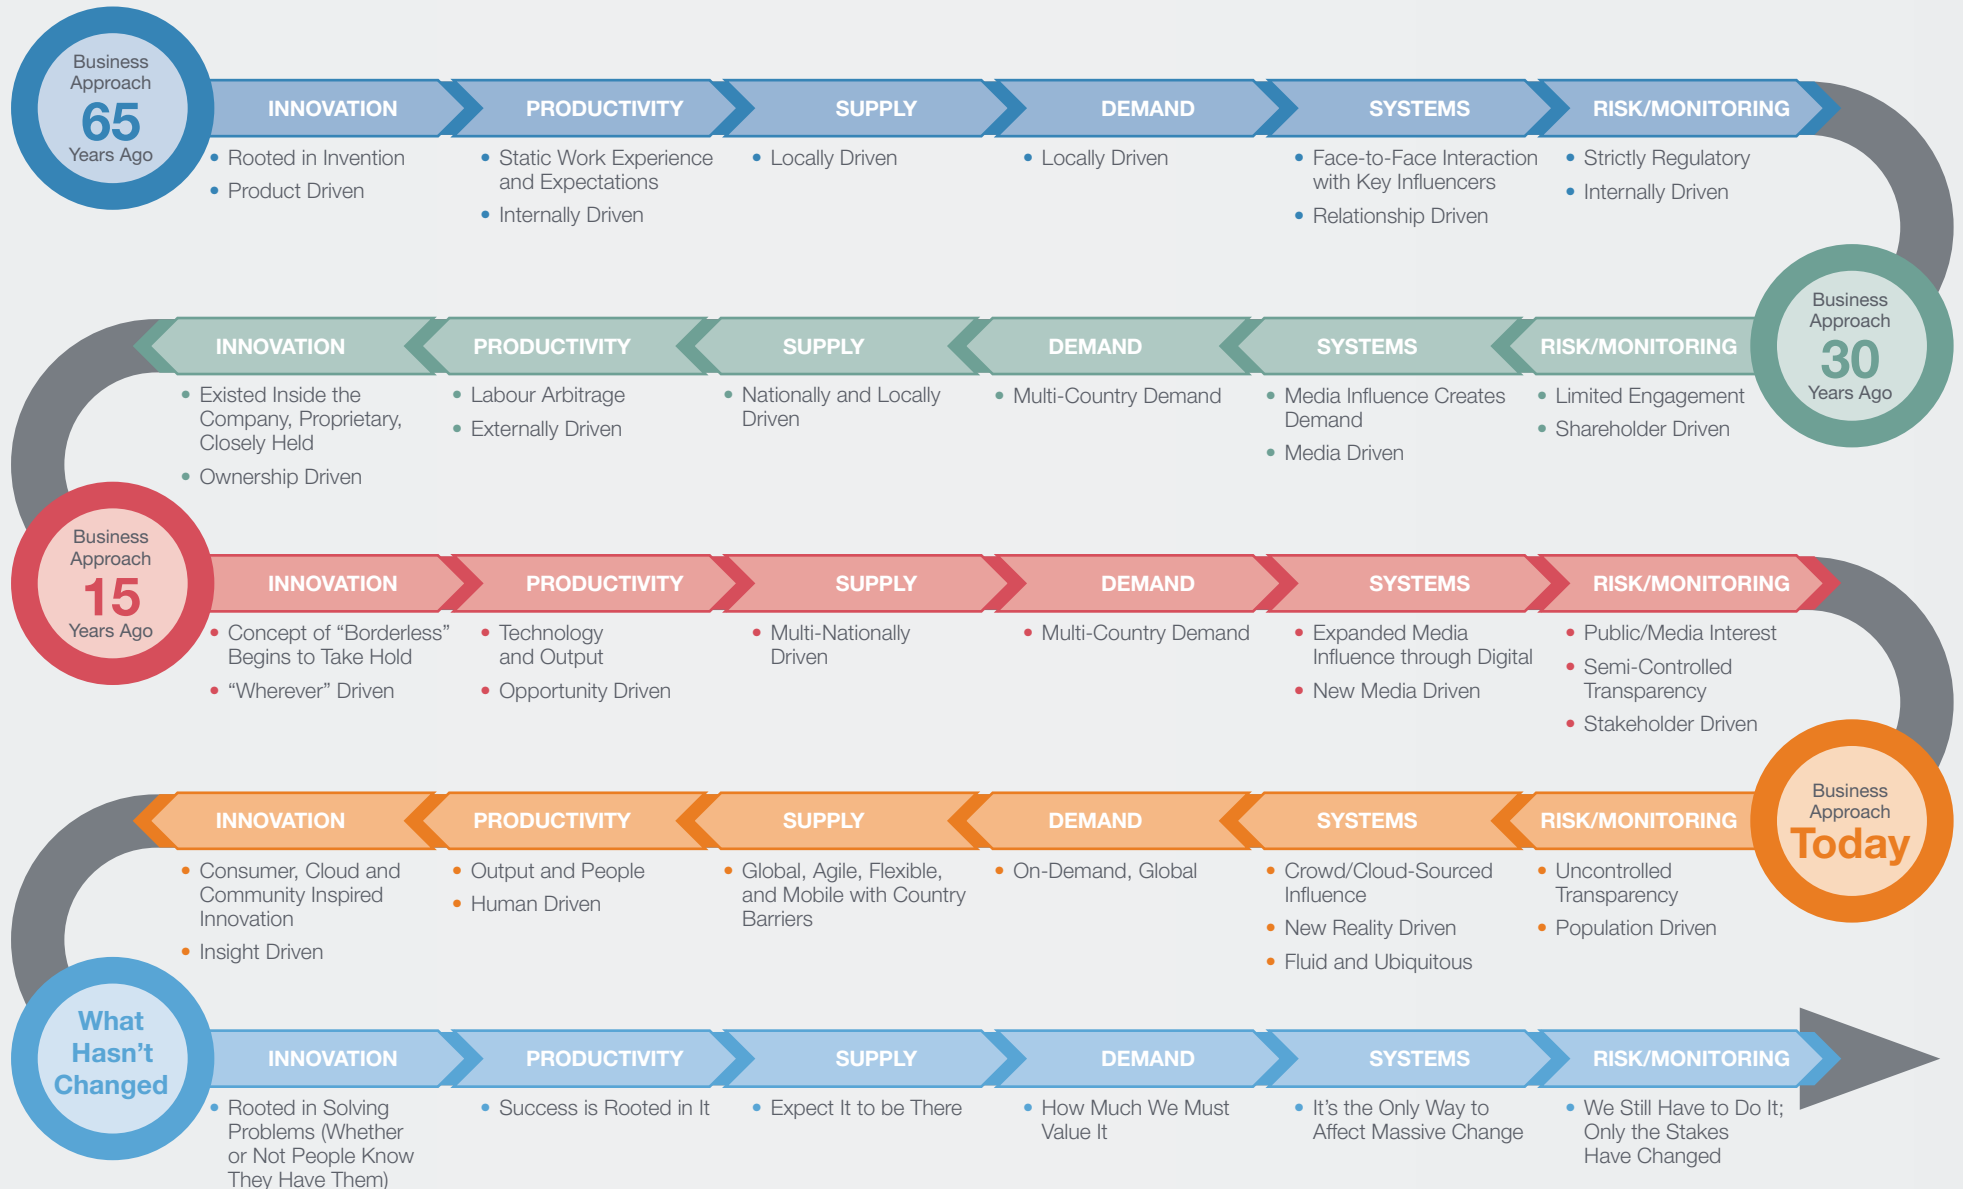 Business
Approach
65
Years Ago
INNOVATION
PRODUCTIVITY
SUPPLY
DEMAND
SYSTEMS
RISK/MONITORING
• Rooted in Invention
• Product Driven
• Static Work Experience
and Expectations
• Internally Driven
• Locally Driven
• Locally Driven
• Face-to-Face Interaction
with Key Influencers
• Relationship Driven
• Strictly Regulatory
• Internally Driven
Business
Approach
30
Years Ago
INNOVATION
PRODUCTIVITY
SUPPLY
DEMAND
SYSTEMS
RISK/MONITORING
• Existed Inside the
Company, Proprietary,
Closely Held
• Ownership Driven
• Labour Arbitrage
• Externally Driven
• Nationally and Locally
Driven
• Multi-Country Demand
• Media Influence Creates
Demand
• Media Driven
• Limited Engagement
• Shareholder Driven
Business
Approach
15
Years Ago
INNOVATION
PRODUCTIVITY
SUPPLY
DEMAND
SYSTEMS
RISK/MONITORING
• Concept of “Borderless”
Begins to Take Hold
• “Wherever” Driven
• Technology
and Output
• Opportunity Driven
• Multi-Nationally
Driven
• Multi-Country Demand
• Expanded Media
Influence through Digital
• New Media Driven
• Public/Media Interest
• Semi-Controlled
Transparency
• Stakeholder Driven
Business
Approach
Today
INNOVATION
PRODUCTIVITY
SUPPLY
DEMAND
SYSTEMS
RISK/MONITORING
• Consumer, Cloud and
Community Inspired
Innovation
• Insight Driven
• Output and People
• Human Driven
• Global, Agile, Flexible,
and Mobile with Country
Barriers
• On-Demand, Global
• Crowd/Cloud-Sourced
Influence
• New Reality Driven
• Fluid and Ubiquitous
• Uncontrolled
Transparency
• Population Driven
What
Hasn’t
Changed
INNOVATION
PRODUCTIVITY
SUPPLY
DEMAND
SYSTEMS
RISK/MONITORING
• Rooted in Solving
Problems (Whether
or Not People Know
They Have Them)
• Success is Rooted in It
• Expect It to be There
• How Much We Must
Value It
• It’s the Only Way to
Affect Massive Change
• We Still Have to Do It;
Only the Stakes
Have Changed